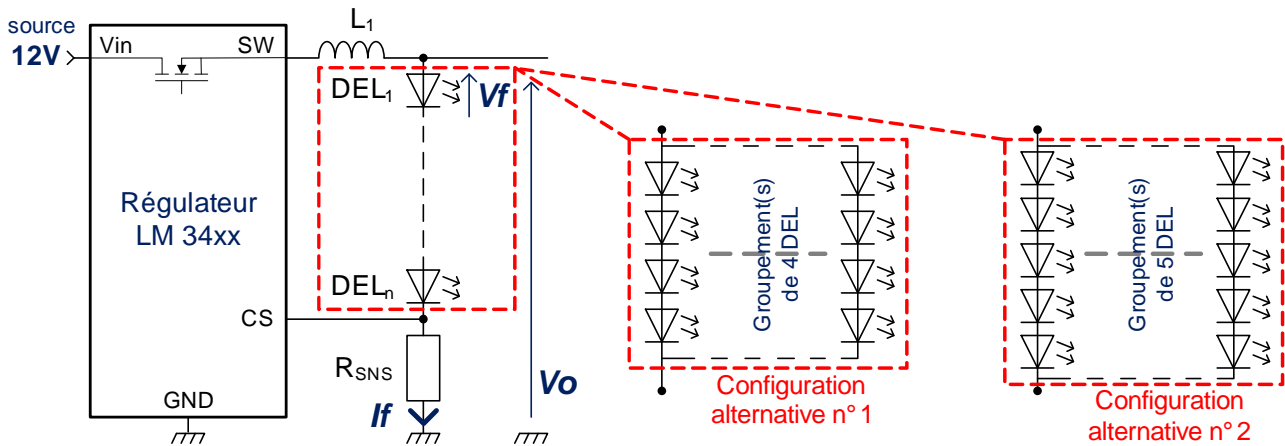 source
12V
Vin
SW
L1
Régulateur
LM 34xx
CS
GND
DEL1
Vf
DELn
RSNS
If
Vo
Groupement(s)
de 4 DEL
Configuration
alternative n° 1
Groupement(s)
de 5 DEL
Configuration
alternative n° 2